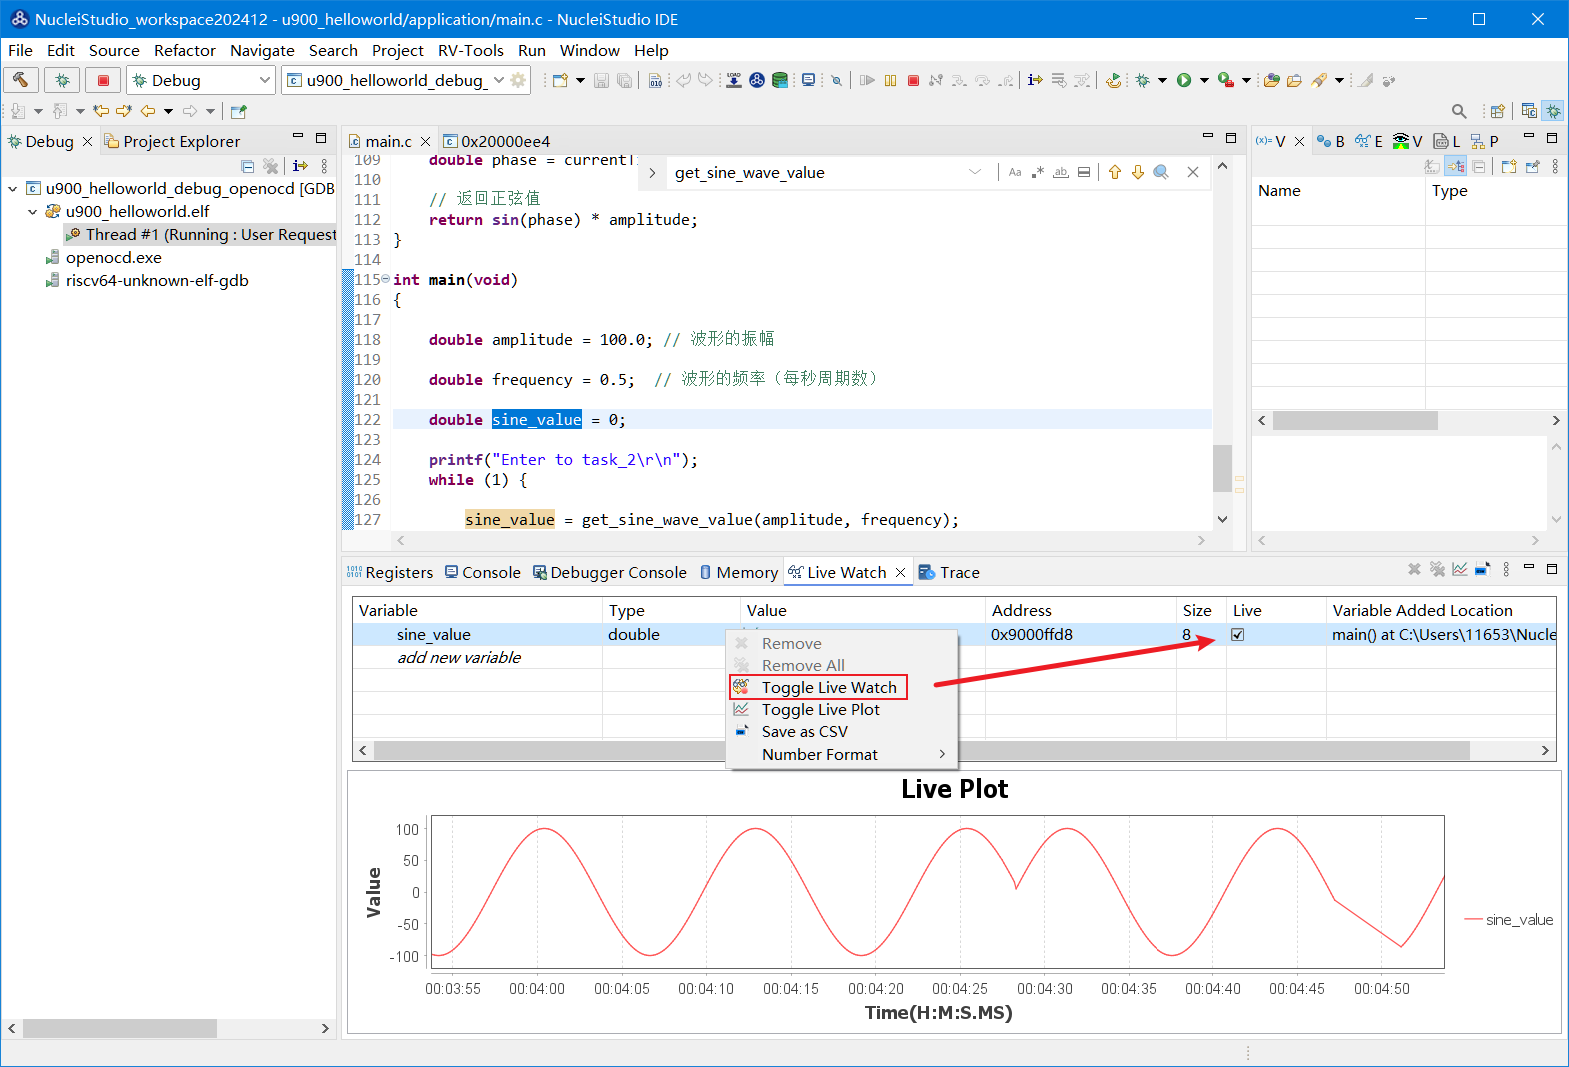 NucleiStudio_workspace202412 - u900_helloworld/application/main.c - NucleiStudio IDE
File Edit Source Refactor Navigate Search Project RV-Tools Run Window Help
Debug u900_helloworld_debug_
Debug Project Explorer
u900_helloworld_debug_openocd [GDB
u900_helloworld.elf
Thread #1 (Running : User Request
openocd.exe
riscv64-unknown-elf-gdb
main.c 0x20000ee4
get_sine_wave_value
Aa
109 double phase = currentTi
110
111 // 返回正弦值
112 return sin(phase) * amplitude;
113 }
114
115 int main(void)
116 {
117
118 double amplitude = 100.0; // 波形的振幅
119
120 double frequency = 0.5; // 波形的频率（每秒周期数）
121
122 double sine_value = 0;
123
124 printf("Enter to task_2\r\n");
125 while (1) {
126
127 sine_value = get_sine_wave_value(amplitude, frequency);
(x)= V B E V L P
Name Type
Registers Console Debugger Console Memory Live Watch Trace
Variable Type Value Address Size Live Variable Added Location
sine_value double 0x9000ffd8 8 main() at C:\Users\11653\Nucle
add new variable
Remove
Remove All
Toggle Live Watch
Toggle Live Plot
Save as CSV
Number Format
Live Plot
Value
100
50
0
-50
-100
sine_value
00:03:55 00:04:00 00:04:05 00:04:10 00:04:15 00:04:20 00:04:25 00:04:30 00:04:35 00:04:40 00:04:45 00:04:50
Time(H:M:S.MS)